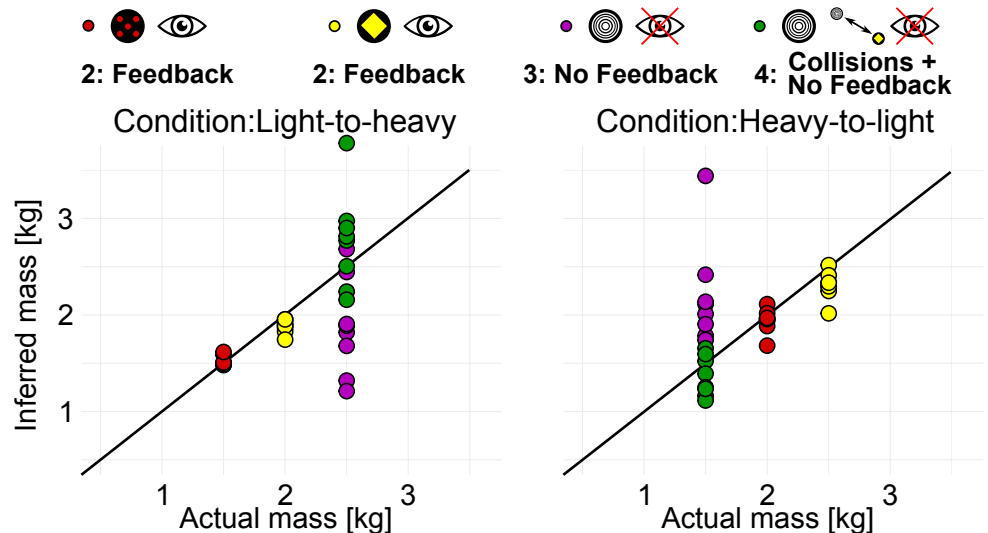 2: Feedback
2: Feedback
3: No Feedback
4: Collisions +
No Feedback
Condition:Light-to-heavy
Condition:Heavy-to-light
Inferred mass [kg]
3
2
1
1 2 3
1 2 3
Actual mass [kg]
Actual mass [kg]